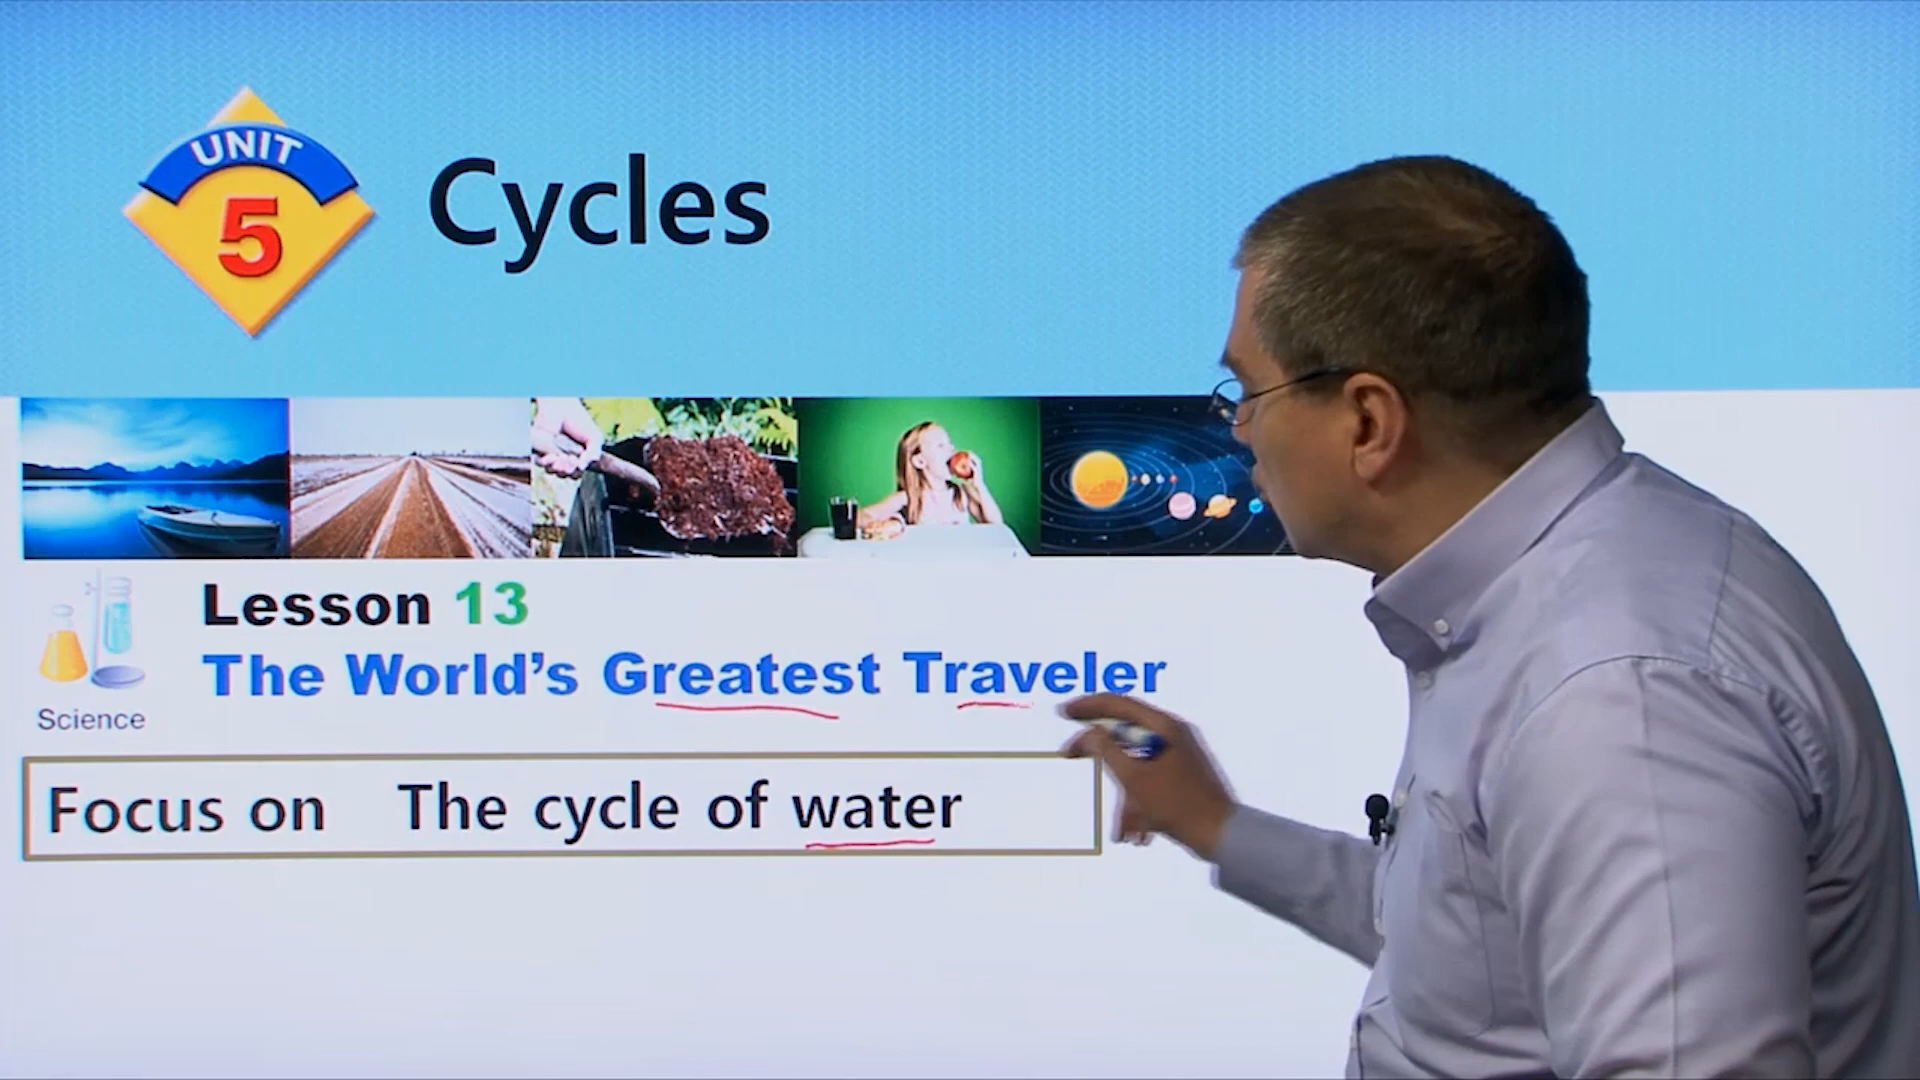 UNIT
5
Cycles
Lesson 13
The World's Greatest Traveler
Science
Focus on The cycle of water